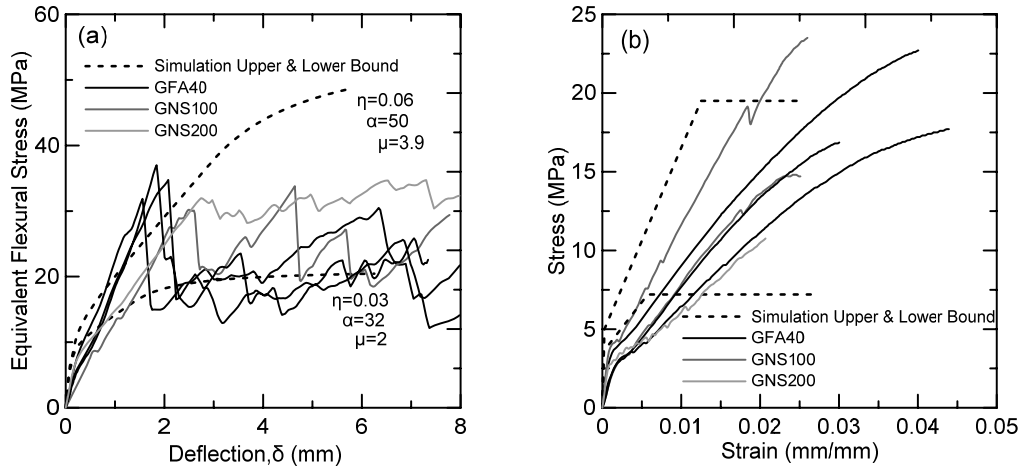 (a)
60
40
20
0
Equivalent Flexural Stress (MPa)
Simulation Upper & Lower Bound
GFA40
GNS100
GNS200
η=0.06
α=50
μ=3.9
η=0.03
α=32
μ=2
0 2 4 6 8
Deflection,δ (mm)
(b)
25
20
15
10
5
0
Stress (MPa)
Simulation Upper & Lower Bound
GFA40
GNS100
GNS200
0 0.01 0.02 0.03 0.04 0.05
Strain (mm/mm)